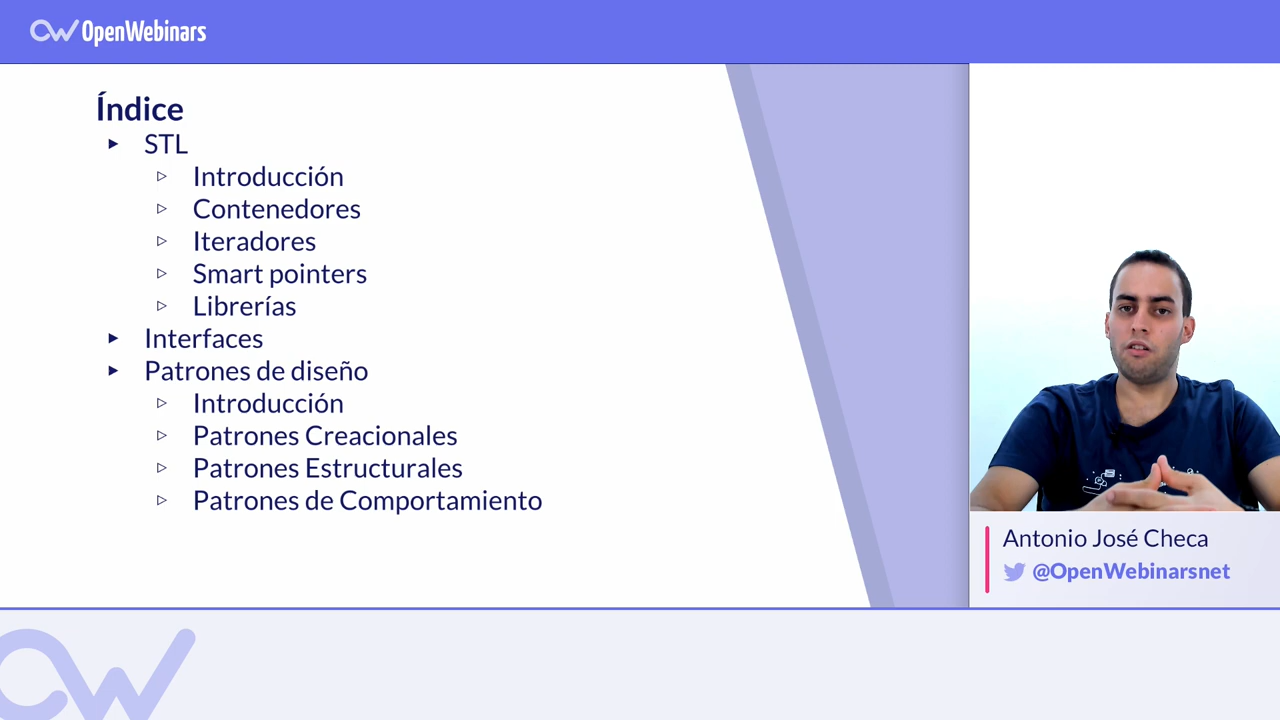 OpenWebinars
Índice
STL
Introducción
Contenedores
Iteradores
Smart pointers
Librerías
Interfaces
Patrones de diseño
Introducción
Patrones Creacionales
Patrones Estructurales
Patrones de Comportamiento
Antonio José Checa
@OpenWebinarsnet